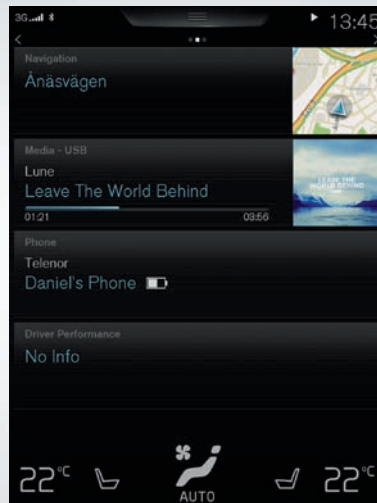 3G 13:45
Navigation
Ånäsvägen
Media - USB
Lune
Leave The World Behind
01:21 03:56
LEAVE THE
WORLD BEHIND
Phone
Telenor
Daniel's Phone
Driver Performance
No Info
22°C 22°C
AUTO